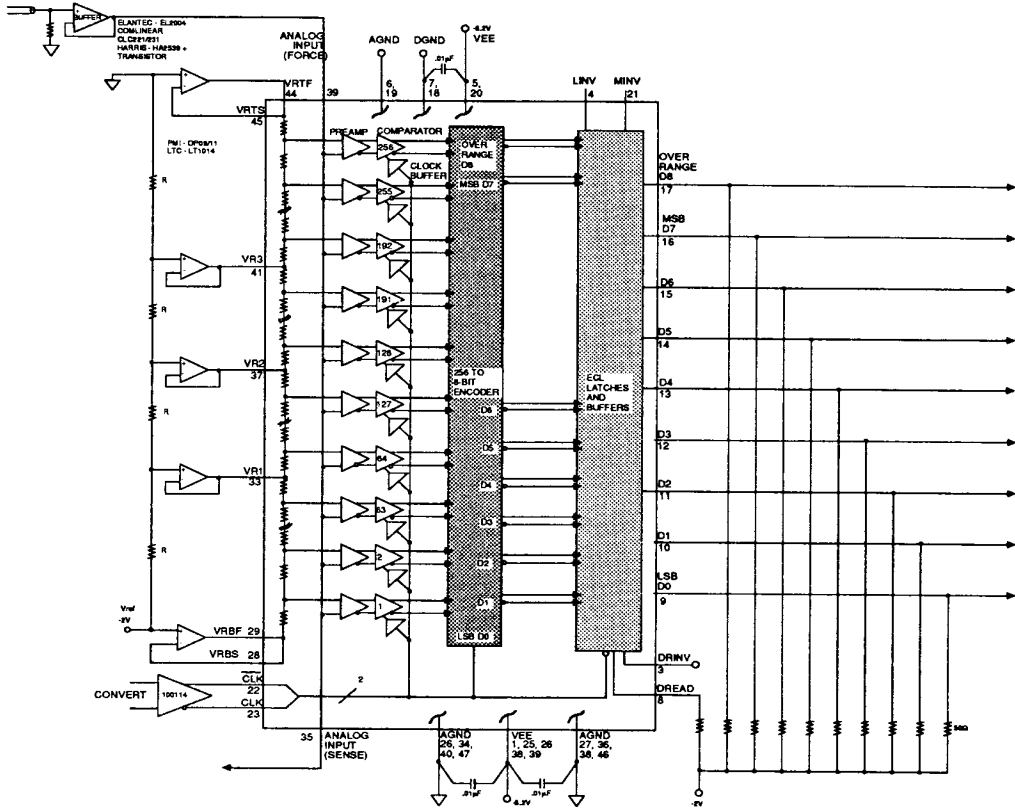 BUFFER
ELANTEC - EL2004
COMLINEAR
CLC221/231
HARRIS - HA2539 +
TRANSISTOR
ANALOG
INPUT
(FORCE)
39
AGND
6,
19
DGND
7,
18
.01µF
-5.2V
VEE
5,
20
LINV
4
MINV
21
VRTF
44
VRTS
45
PMI - OP09/11
LTC - LT1014
R
VR3
41
R
VR2
37
R
VR1
33
R
Vref
-2V
VRBF 29
VRBS 28
CONVERT
100114
CLK
22
CLK
23
PREAMP COMPARATOR
CLOCK
BUFFER
256
255
192
191
128
127
64
63
2
1
2
OVER
RANGE
D8
MSB D7
256 TO
8-BIT
ENCODER
D6
D5
D4
D3
D2
D1
LSB D0
ECL
LATCHES
AND
BUFFERS
OVER
RANGE
D8
17
MSB
D7
16
D6
15
D5
14
D4
13
D3
12
D2
11
D1
10
LSB
D0
9
DRINV
3
DREAD
8
50Ω
-2V
35
ANALOG
INPUT
(SENSE)
AGND
26, 34,
40, 47
.01µF
VEE
1, 25, 26
38, 39
-5.2V
.01µF
AGND
27, 35,
38, 46